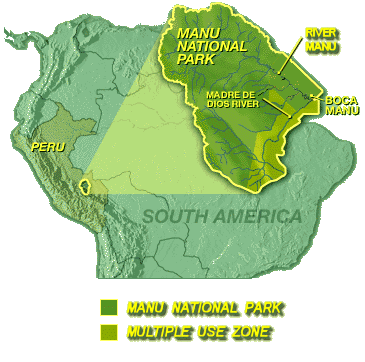 MANU
NATIONAL
PARK
RIVER
MANU
MADRE DE
DIOS RIVER
BOCA
MANU
PERU
SOUTH AMERICA
MANU NATIONAL PARK
MULTIPLE USE ZONE